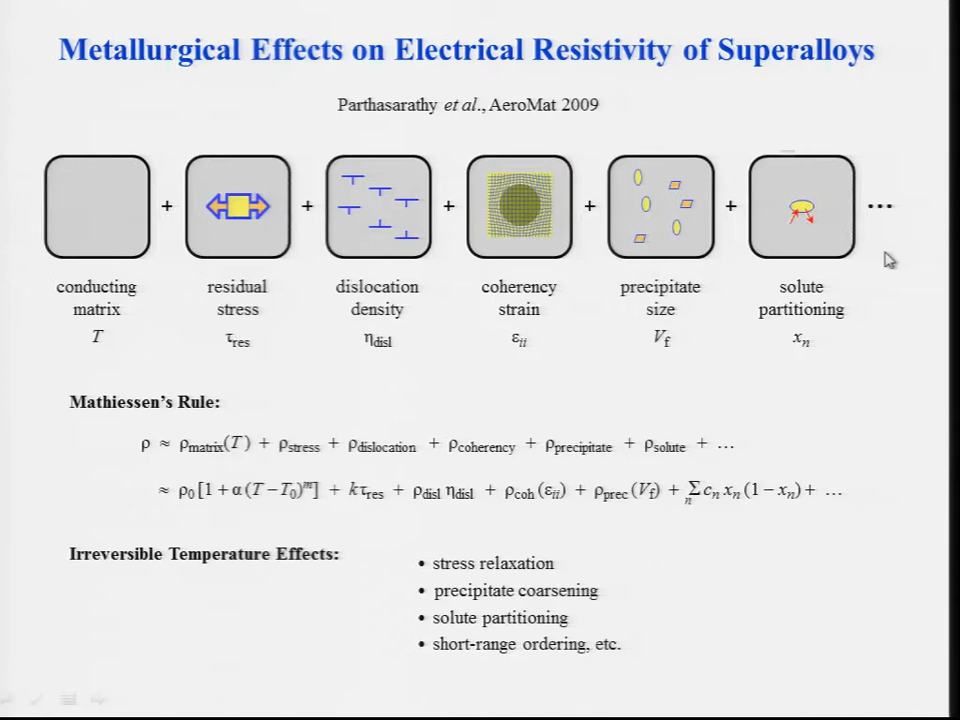 Metallurgical Effects on Electrical Resistivity of Superalloys
Parthasarathy et al., AeroMat 2009
+ + + + + ...
conducting matrix
T
residual stress
τres
dislocation density
ηdisl
coherency strain
εii
precipitate size
Vf
solute partitioning
xn
Mathiessen's Rule:
ρ ≈ ρmatrix(T) + ρstress + ρdislocation + ρcoherency + ρprecipitate + ρsolute + ...
≈ ρ0 [1 + α (T − T0)^m] + kτres + ρdisl ηdisl + ρcoh (εii) + ρprec (Vf) + Σn cn xn (1 − xn) + ...
Irreversible Temperature Effects:
• stress relaxation
• precipitate coarsening
• solute partitioning
• short-range ordering, etc.